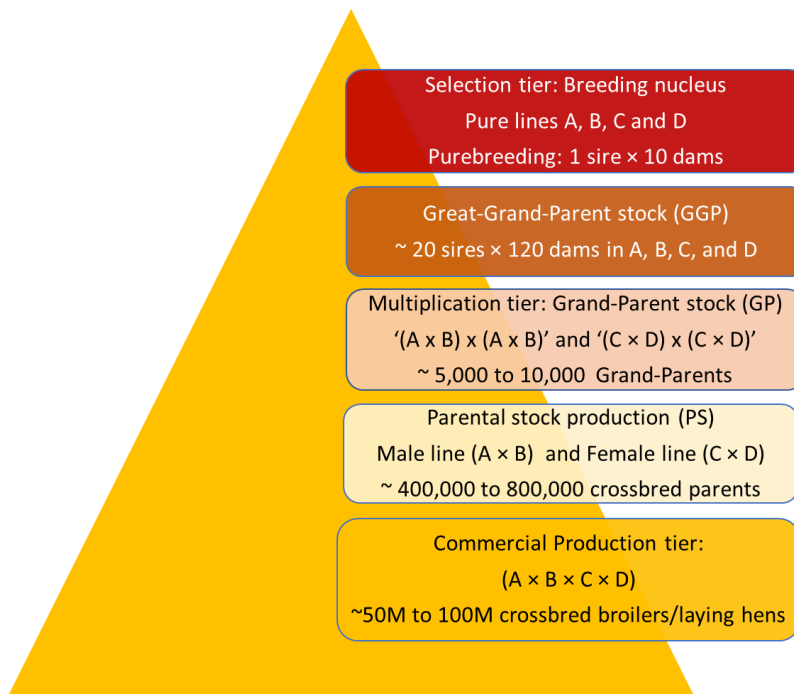 Selection tier: Breeding nucleus
Pure lines A, B, C and D
Purebreeding: 1 sire × 10 dams
Great-Grand-Parent stock (GGP)
~ 20 sires × 120 dams in A, B, C, and D
Multiplication tier: Grand-Parent stock (GP)
‘(A x B) x (A x B)’ and ‘(C × D) x (C × D)’
~ 5,000 to 10,000 Grand-Parents
Parental stock production (PS)
Male line (A × B) and Female line (C × D)
~ 400,000 to 800,000 crossbred parents
Commercial Production tier:
(A × B × C × D)
~50M to 100M crossbred broilers/laying hens